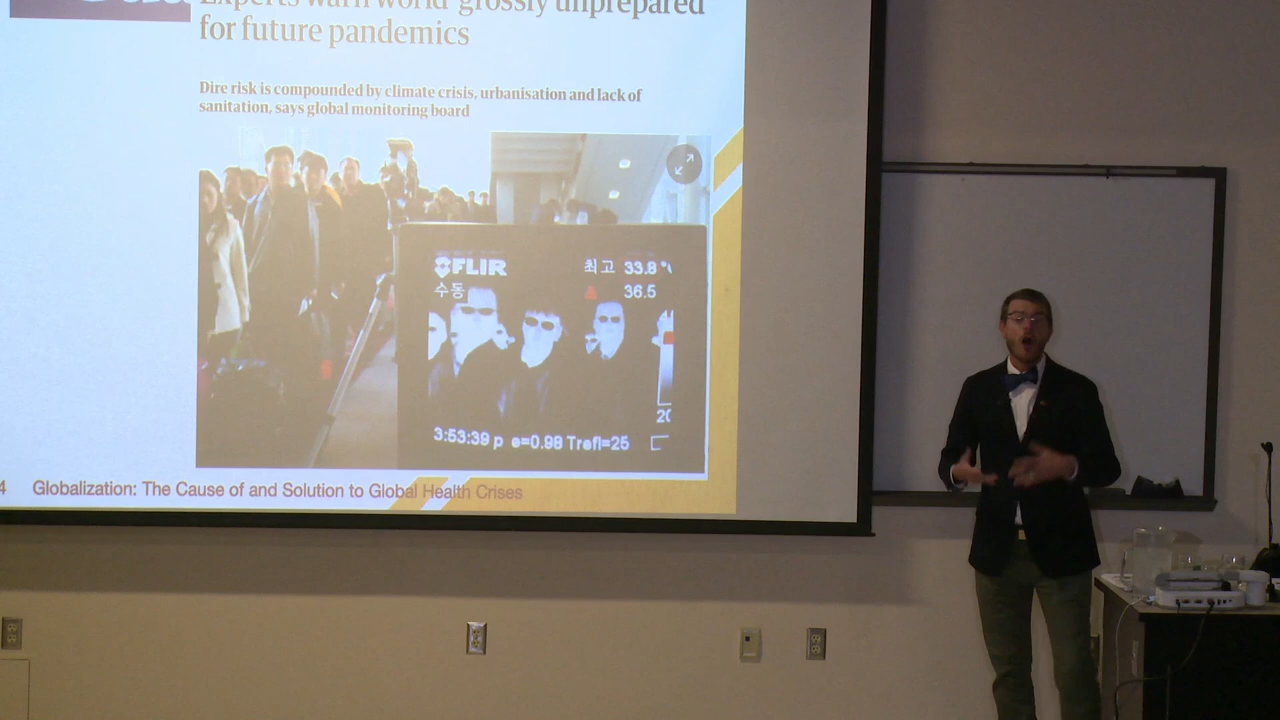 Experts warn world 'grossly unprepared'
for future pandemics
Dire risk is compounded by climate crisis, urbanisation and lack of
sanitation, says global monitoring board
FLIR
최고 33.8 °
수동
36.5
20
3:53:39 p e=0.98 Trefl=25
4 Globalization: The Cause of and Solution to Global Health Crises